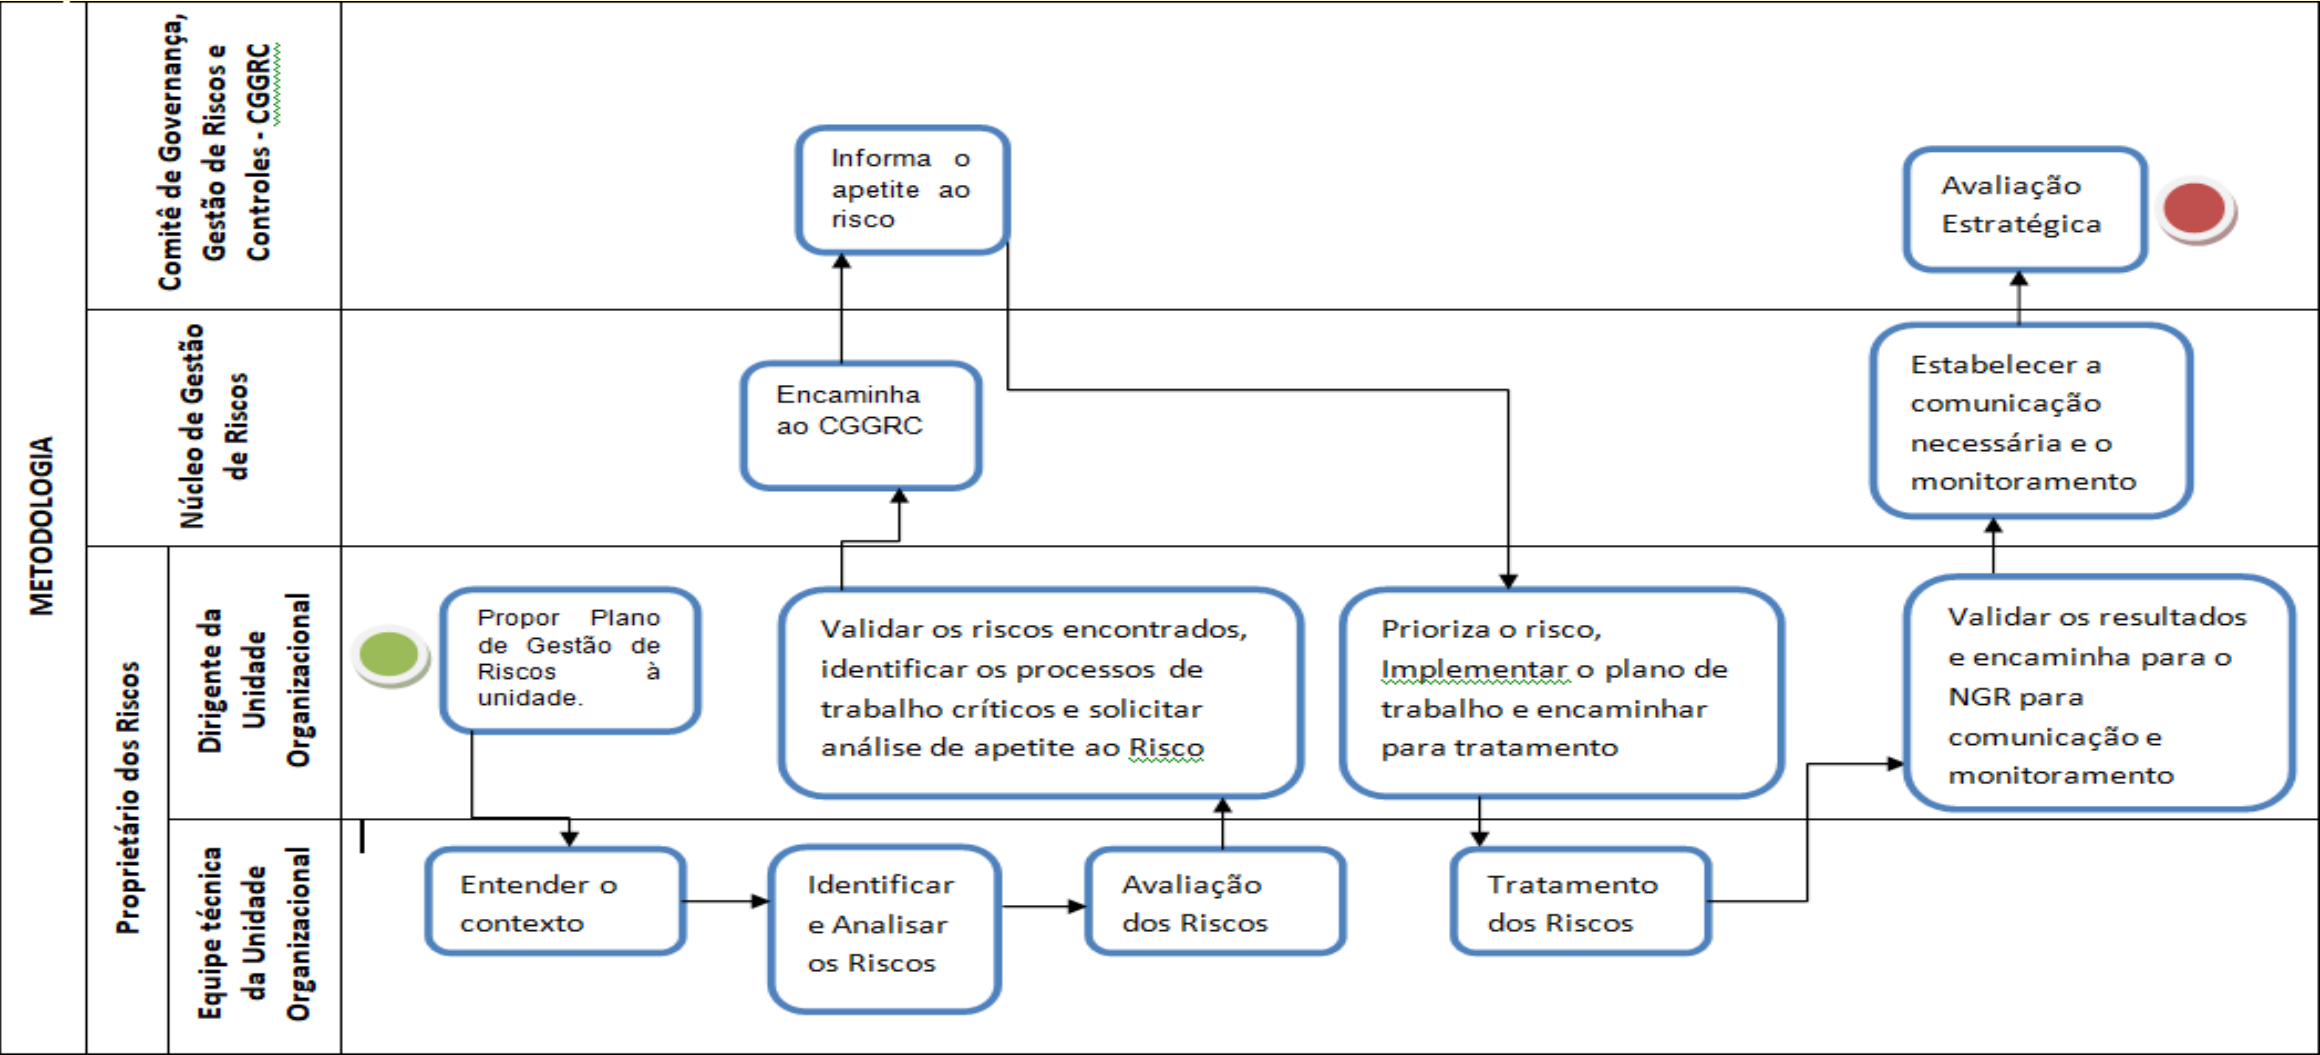 METODOLOGIA
Comitê de Governança,
Gestão de Riscos e
Controles - CGGRC
Informa o
apetite ao
risco
Avaliação
Estratégica
Núcleo de Gestão
de Riscos
Encaminha
ao CGGRC
Estabelecer a
comunicação
necessária e o
monitoramento
Proprietário dos Riscos
Dirigente da
Unidade
Organizacional
Propor Plano
de Gestão de
Riscos à
unidade.
Validar os riscos encontrados,
identificar os processos de
trabalho críticos e solicitar
análise de apetite ao Risco
Prioriza o risco,
Implementar o plano de
trabalho e encaminhar
para tratamento
Validar os resultados
e encaminha para o
NGR para
comunicação e
monitoramento
Equipe técnica
da Unidade
Organizacional
Entender o
contexto
Identificar
e Analisar
os Riscos
Avaliação
dos Riscos
Tratamento
dos Riscos